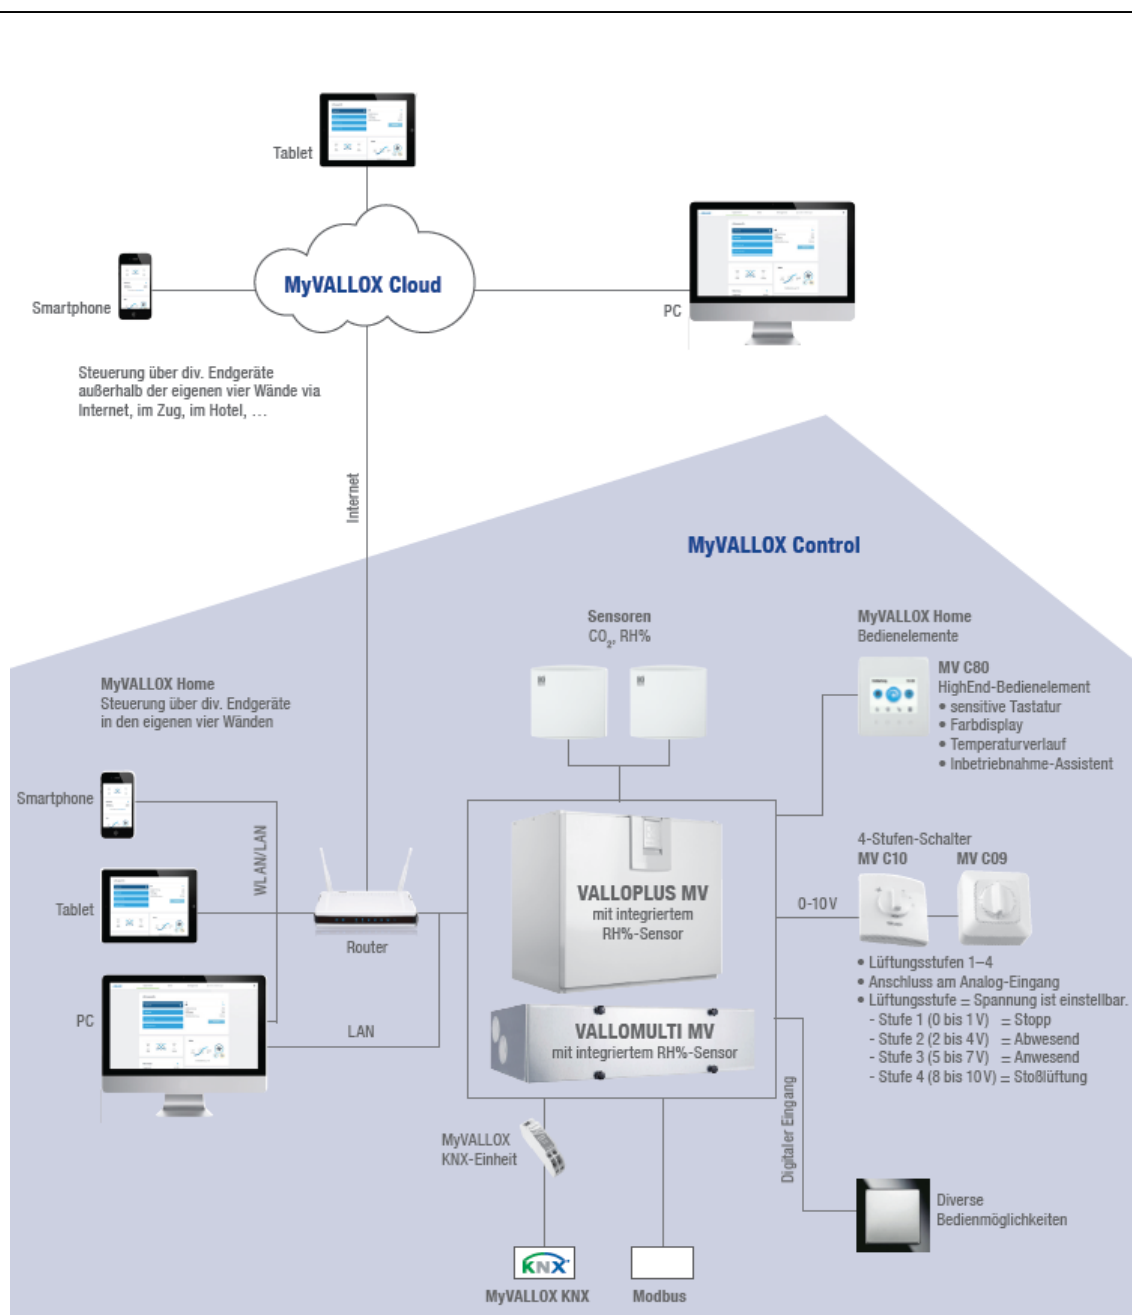 Tablet
MyVALLOX Cloud
Smartphone
PC
Steuerung über div. Endgeräte
außerhalb der eigenen vier Wände via
Internet, im Zug, im Hotel, …
Internet
MyVALLOX Control
Sensoren
CO₂, RH%
MyVALLOX Home
Bedienelemente
MV C80
HighEnd-Bedienelement
• sensitive Tastatur
• Farbdisplay
• Temperaturverlauf
• Inbetriebnahme-Assistent
MyVALLOX Home
Steuerung über div. Endgeräte
in den eigenen vier Wänden
Smartphone
WLAN/LAN
Tablet
Router
PC
LAN
VALLOPLUS MV
mit integriertem
RH%-Sensor
VALLOMULTI MV
mit integriertem RH%-Sensor
4-Stufen-Schalter
MV C10 MV C09
0-10 V
• Lüftungsstufen 1–4
• Anschluss am Analog-Eingang
• Lüftungsstufe = Spannung ist einstellbar.
- Stufe 1 (0 bis 1 V) = Stopp
- Stufe 2 (2 bis 4 V) = Abwesend
- Stufe 3 (5 bis 7 V) = Anwesend
- Stufe 4 (8 bis 10 V) = Stoßlüftung
Digitaler Eingang
MyVALLOX
KNX-Einheit
Diverse
Bedienmöglichkeiten
KNX
MyVALLOX KNX
Modbus